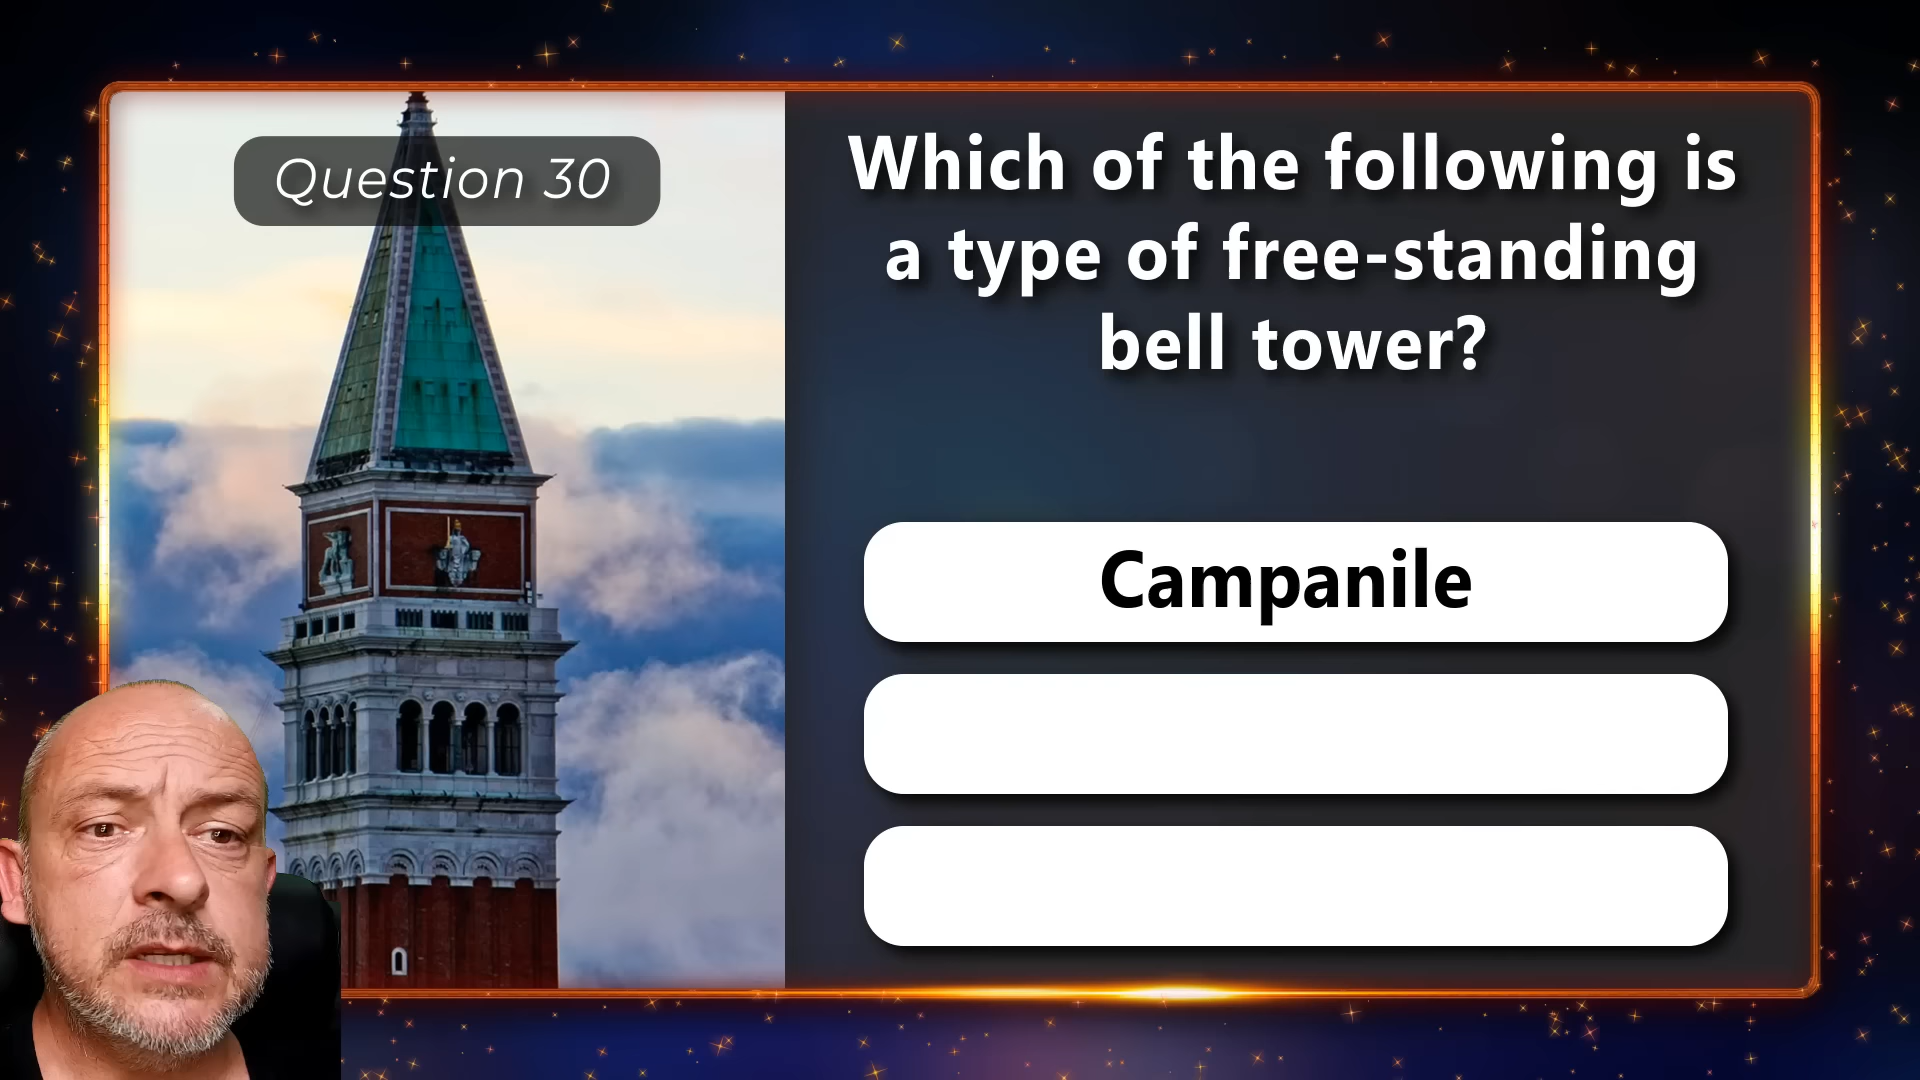 Question 30
Which of the following is
a type of free-standing
bell tower?
Campanile